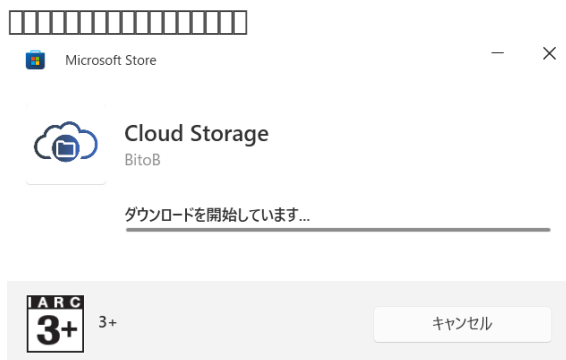 Microsoft Store
Cloud Storage
BitoB
ダウンロードを開始しています...
IARC
3+
3+
キャンセル